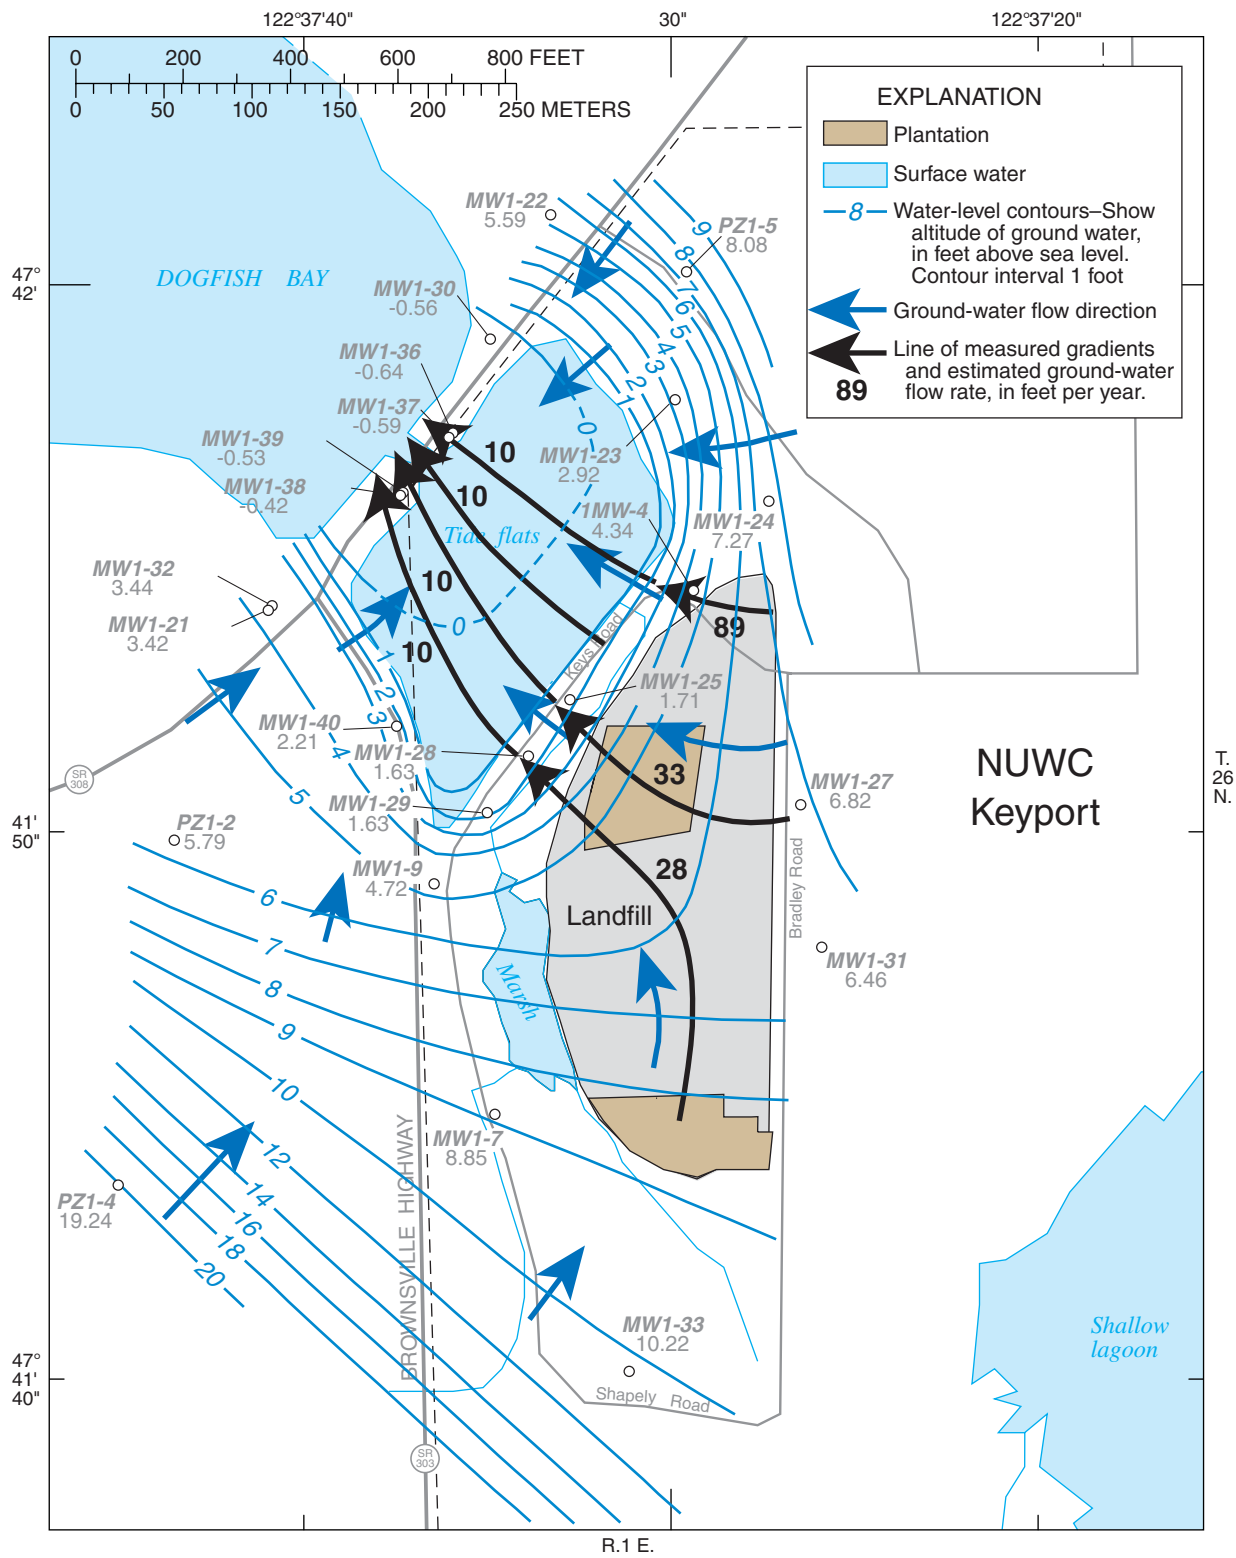 122°37'40"
30"
122°37'20"
0 200 400 600 800 FEET
0 50 100 150 200 250 METERS
EXPLANATION
Plantation
Surface water
8
Water-level contours–Show
altitude of ground water,
in feet above sea level.
Contour interval 1 foot
Ground-water flow direction
Line of measured gradients
and estimated ground-water
flow rate, in feet per year.
89
MW1-22
5.59
PZ1-5
8.08
9
8
7
6
5
4
3
2
1
0
47°
42'
DOGFISH BAY
MW1-30
-0.56
MW1-36
-0.64
MW1-37
-0.59
MW1-39
-0.53
MW1-38
-0.42
10
10
10
10
MW1-23
2.92
1MW-4
4.34
MW1-24
7.27
Tide flats
MW1-32
3.44
MW1-21
3.42
0
89
Keys Road
1
2
3
4
5
MW1-25
1.71
MW1-40
2.21
MW1-28
1.63
33
NUWC
Keyport
T.
26
N.
SR
308
MW1-27
6.82
MW1-29
1.63
41'
50"
PZ1-2
5.79
MW1-9
4.72
28
Bradley Road
6
Landfill
7
MW1-31
6.46
8
Marsh
9
10
MW1-7
8.85
12
14
16
18
20
PZ1-4
19.24
BROWNSVILLE HIGHWAY
MW1-33
10.22
Shallow
lagoon
47°
41'
40"
Shapely Road
SR
303
R.1 E.